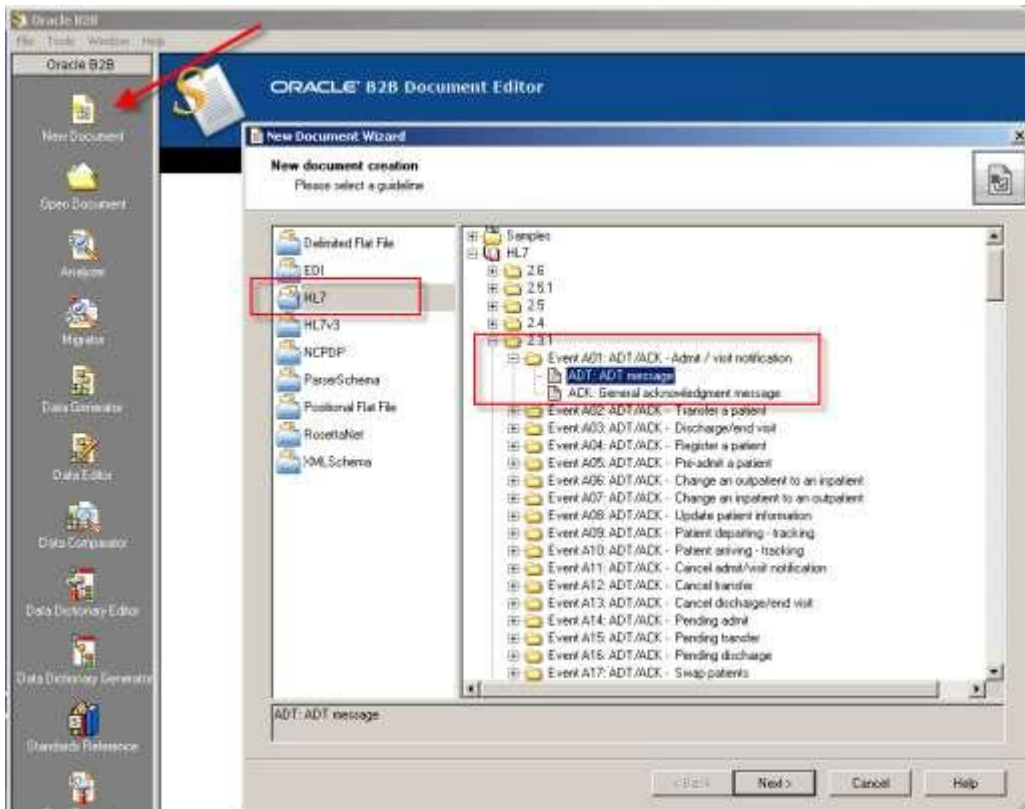 Oracle B2B
File Tools Window Help
Oracle B2B
New Document
Open Document
Analyzer
Migrator
Data Generator
Data Editor
Data Comparator
Data Dictionary Editor
Data Dictionary Generator
Standards Reference
ORACLE B2B Document Editor
New Document Wizard
New document creation
Please select a guideline
Delimited Flat File
EDI
HL7
HL7v3
NCPDP
ParserSchema
Positional Flat File
RosettaNet
XMLSchema
Samples
HL7
2.6
2.5.1
2.5
2.4
2.3.1
Event A01: ADT/ACK - Admit / visit notification
ADT: ADT message
ACK: General acknowledgment message
Event A02: ADT/ACK - Transfer a patient
Event A03: ADT/ACK - Discharge/end visit
Event A04: ADT/ACK - Register a patient
Event A05: ADT/ACK - Pre-admit a patient
Event A06: ADT/ACK - Change an outpatient to an inpatient
Event A07: ADT/ACK - Change an inpatient to an outpatient
Event A08: ADT/ACK - Update patient information
Event A09: ADT/ACK - Patient departing - tracking
Event A10: ADT/ACK - Patient arriving - tracking
Event A11: ADT/ACK - Cancel admit/visit notification
Event A12: ADT/ACK - Cancel transfer
Event A13: ADT/ACK - Cancel discharge/end visit
Event A14: ADT/ACK - Pending admit
Event A15: ADT/ACK - Pending transfer
Event A16: ADT/ACK - Pending discharge
Event A17: ADT/ACK - Swap patients
ADT: ADT message
< Back
Next >
Cancel
Help